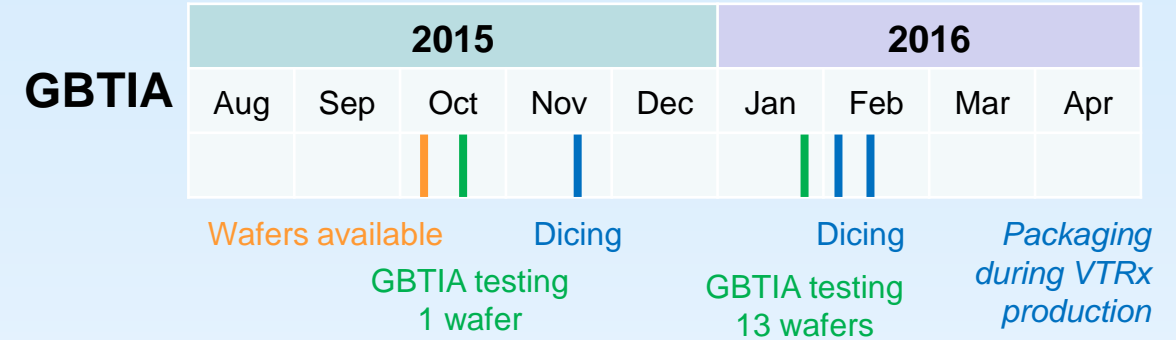 2015 2016
GBTIA
Aug Sep Oct Nov Dec Jan Feb Mar Apr
Wafers available Dicing Dicing Packaging
GBTIA testing GBTIA testing during VTRx
1 wafer 13 wafers production